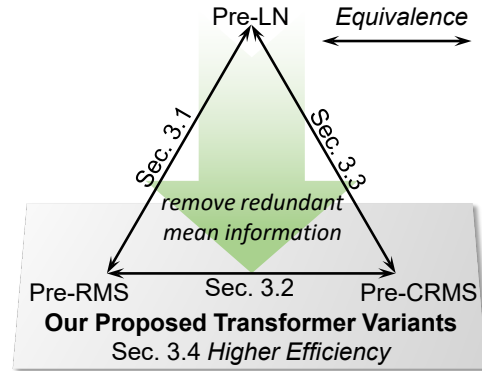 Pre-LN
Equivalence
Sec. 3.1
Sec. 3.3
remove redundant
mean information
Pre-RMS
Sec. 3.2
Pre-CRMS
Our Proposed Transformer Variants
Sec. 3.4 Higher Efficiency